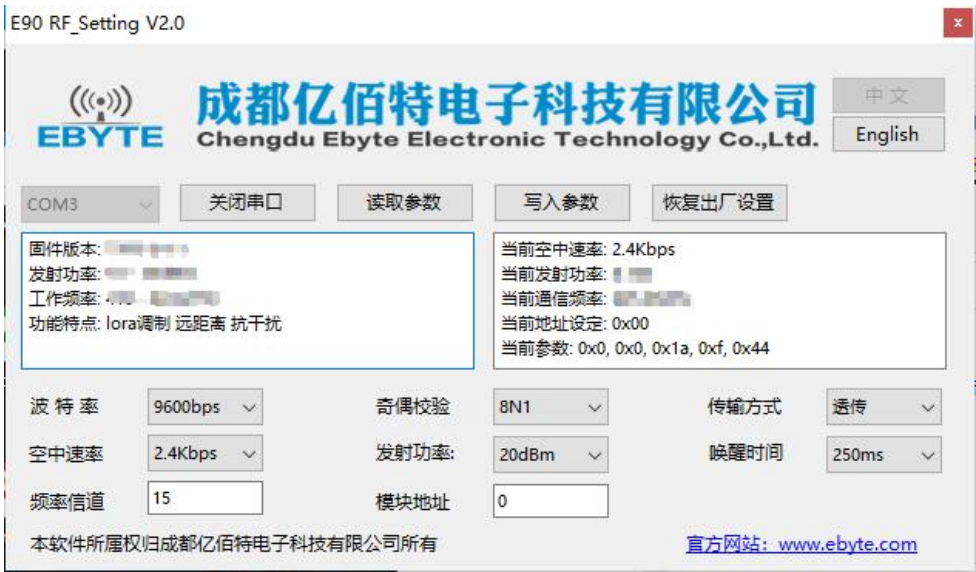 E90 RF_Setting V2.0
x
EBYTE
成都亿佰特电子科技有限公司
Chengdu Ebyte Electronic Technology Co.,Ltd.
中文
English
COM3 关闭串口 读取参数 写入参数 恢复出厂设置
固件版本:
发射功率:
工作频率:
功能特点: lora调制 远距离 抗干扰
当前空中速率: 2.4Kbps
当前发射功率:
当前通信频率:
当前地址设定: 0x00
当前参数: 0x0, 0x0, 0x1a, 0xf, 0x44
波特率 9600bps 奇偶校验 8N1 传输方式 透传
空中速率 2.4Kbps 发射功率: 20dBm 唤醒时间 250ms
频率信道 15 模块地址 0
本软件所属权归成都亿佰特电子科技有限公司所有 官方网站：www.ebyte.com